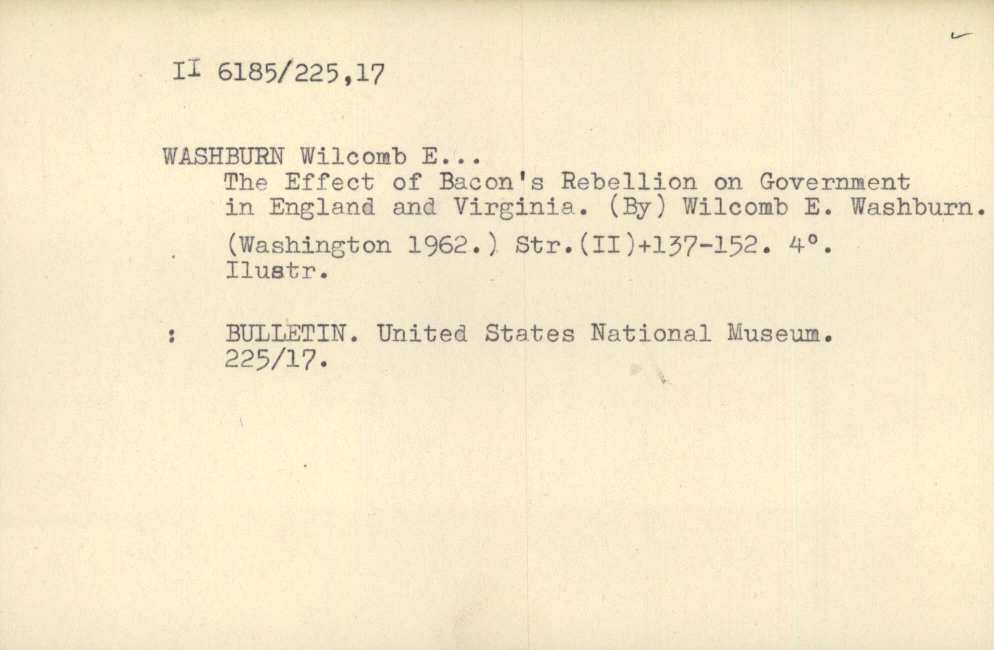 II 6185/225,17
WASHBURN Wilcomb E...
The Effect of Bacon's Rebellion on Government
in England and Virginia. (By) Wilcomb E. Washburn.
(Washington 1962.) Str.(II)+137-152. 4°.
Ilustr.
: BULLETIN. United States National Museum.
225/17.